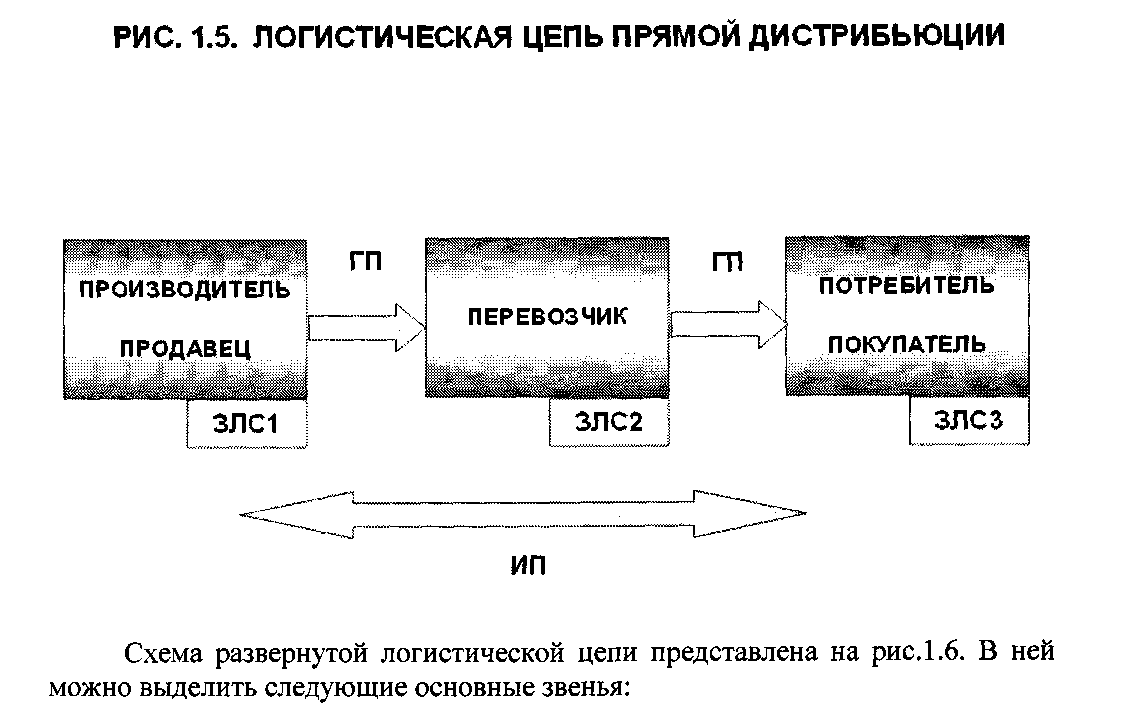 РИС. 1.5. ЛОГИСТИЧЕСКАЯ ЦЕПЬ ПРЯМОЙ ДИСТРИБЬЮЦИИ
ПРОИЗВОДИТЕЛЬ
ПРОДАВЕЦ
ЗЛС1
ГП
ПЕРЕВОЗЧИК
ЗЛС2
ГП
ПОТРЕБИТЕЛЬ
ПОКУПАТЕЛЬ
ЗЛС3
ИП
Схема развернутой логистической цепи представлена на рис.1.6. В ней
можно выделить следующие основные звенья: